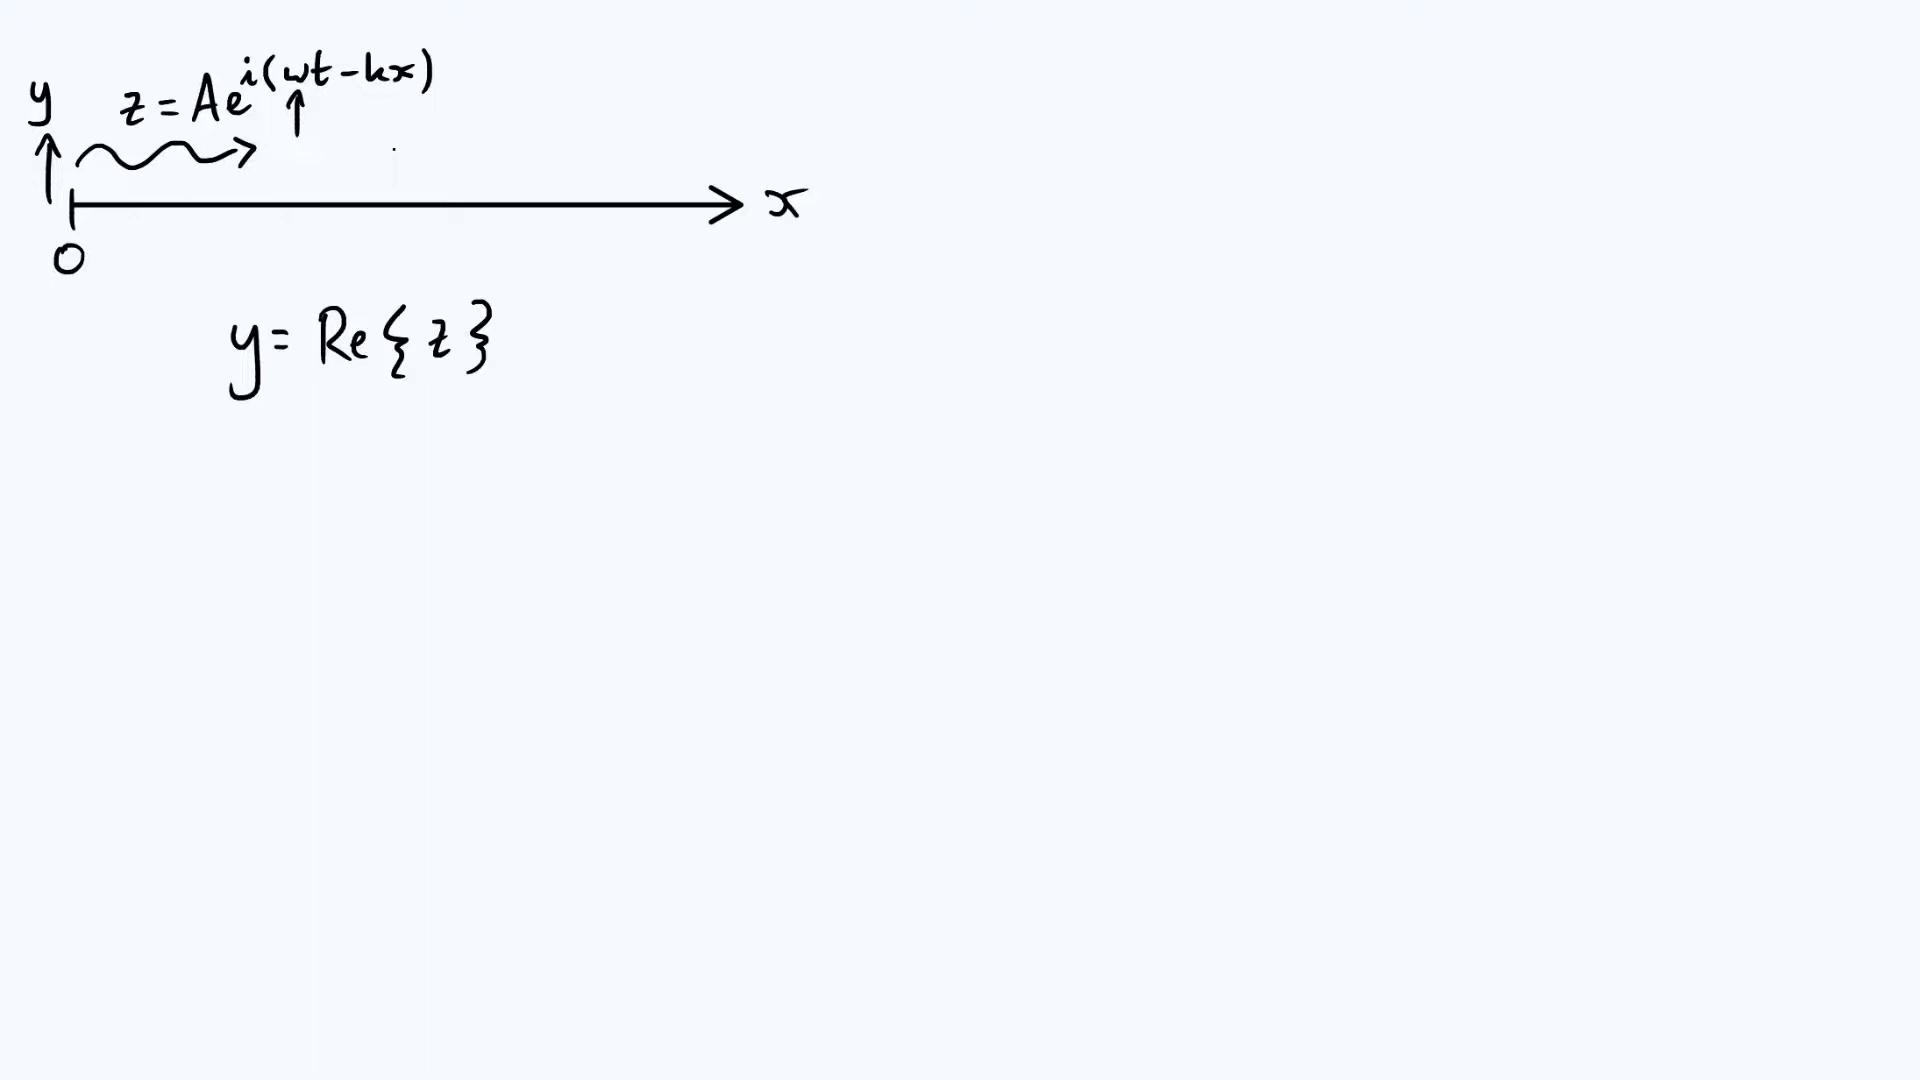 y z = Ae^{i(ωt-kx)}
x
0
y = Re{z}